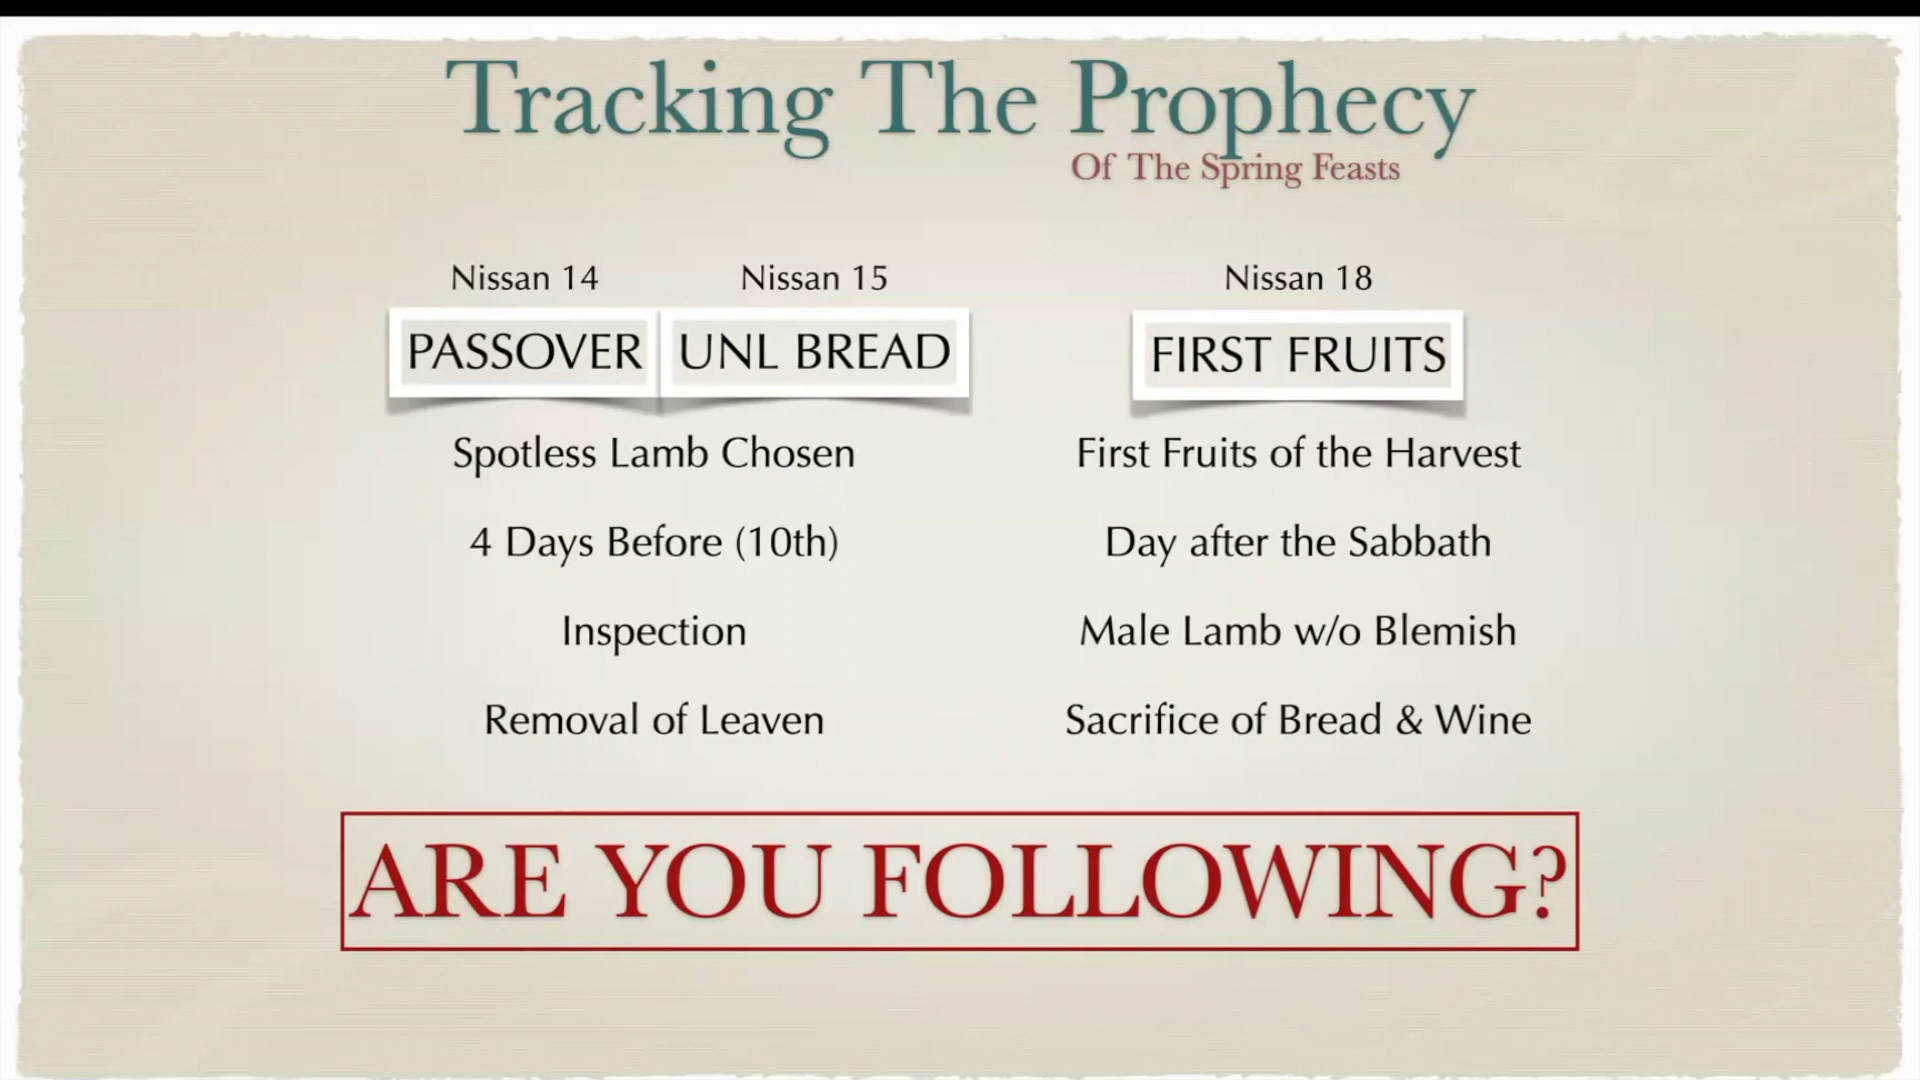 Tracking The Prophecy
Of The Spring Feasts
Nissan 14
Nissan 15
Nissan 18
PASSOVER
UNL BREAD
FIRST FRUITS
Spotless Lamb Chosen
4 Days Before (10th)
Inspection
Removal of Leaven
First Fruits of the Harvest
Day after the Sabbath
Male Lamb w/o Blemish
Sacrifice of Bread & Wine
ARE YOU FOLLOWING?